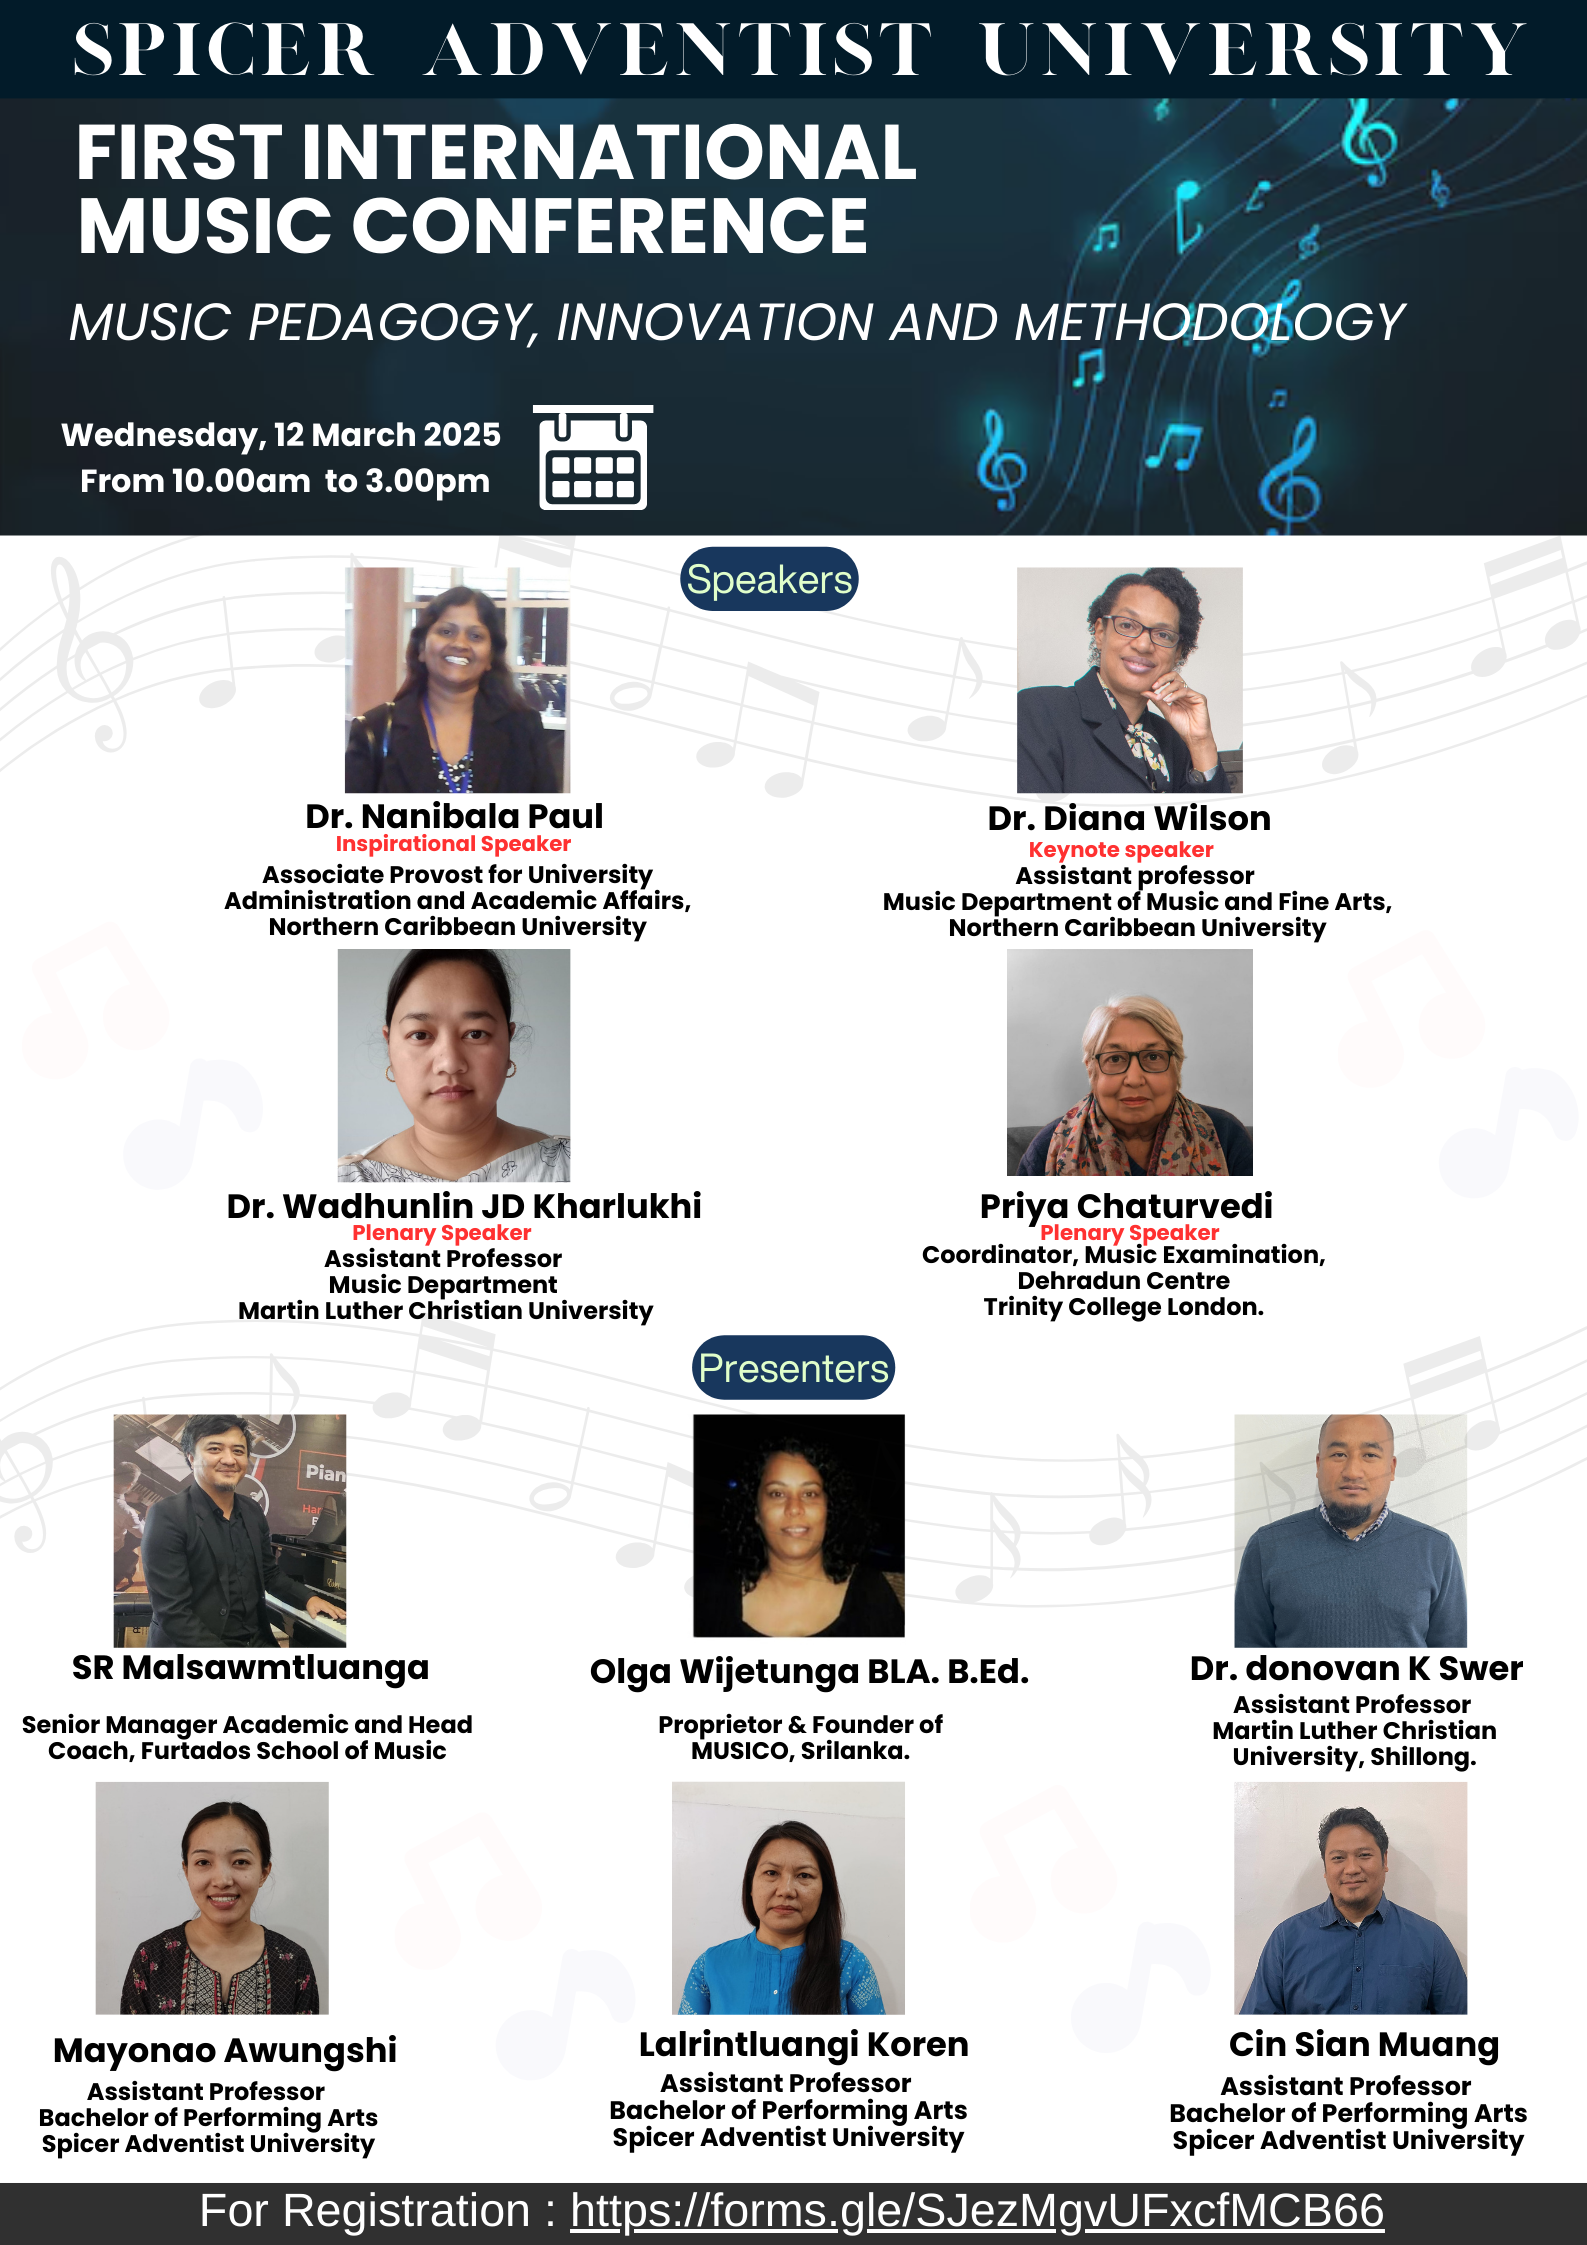 SPICER ADVENTIST UNIVERSITY
FIRST INTERNATIONAL
MUSIC CONFERENCE
MUSIC PEDAGOGY, INNOVATION AND METHODOLOGY
Wednesday, 12 March 2025
From 10.00am to 3.00pm
Speakers
Dr. Nanibala Paul
Inspirational Speaker
Associate Provost for University
Administration and Academic Affairs,
Northern Caribbean University
Dr. Diana Wilson
Keynote speaker
Assistant professor
Music Department of Music and Fine Arts,
Northern Caribbean University
Dr. Wadhunlin JD Kharlukhi
Plenary Speaker
Assistant Professor
Music Department
Martin Luther Christian University
Priya Chaturvedi
Plenary Speaker
Coordinator, Music Examination,
Dehradun Centre
Trinity College London.
Presenters
Pian
Har
SR Malsawmtluanga
Senior Manager Academic and Head
Coach, Furtados School of Music
Olga Wijetunga BLA. B.Ed.
Proprietor & Founder of
MUSICO, Srilanka.
Dr. donovan K Swer
Assistant Professor
Martin Luther Christian
University, Shillong.
Mayonao Awungshi
Assistant Professor
Bachelor of Performing Arts
Spicer Adventist University
Lalrintluangi Koren
Assistant Professor
Bachelor of Performing Arts
Spicer Adventist University
Cin Sian Muang
Assistant Professor
Bachelor of Performing Arts
Spicer Adventist University
For Registration : https://forms.gle/SJezMgvUFxcfMCB66